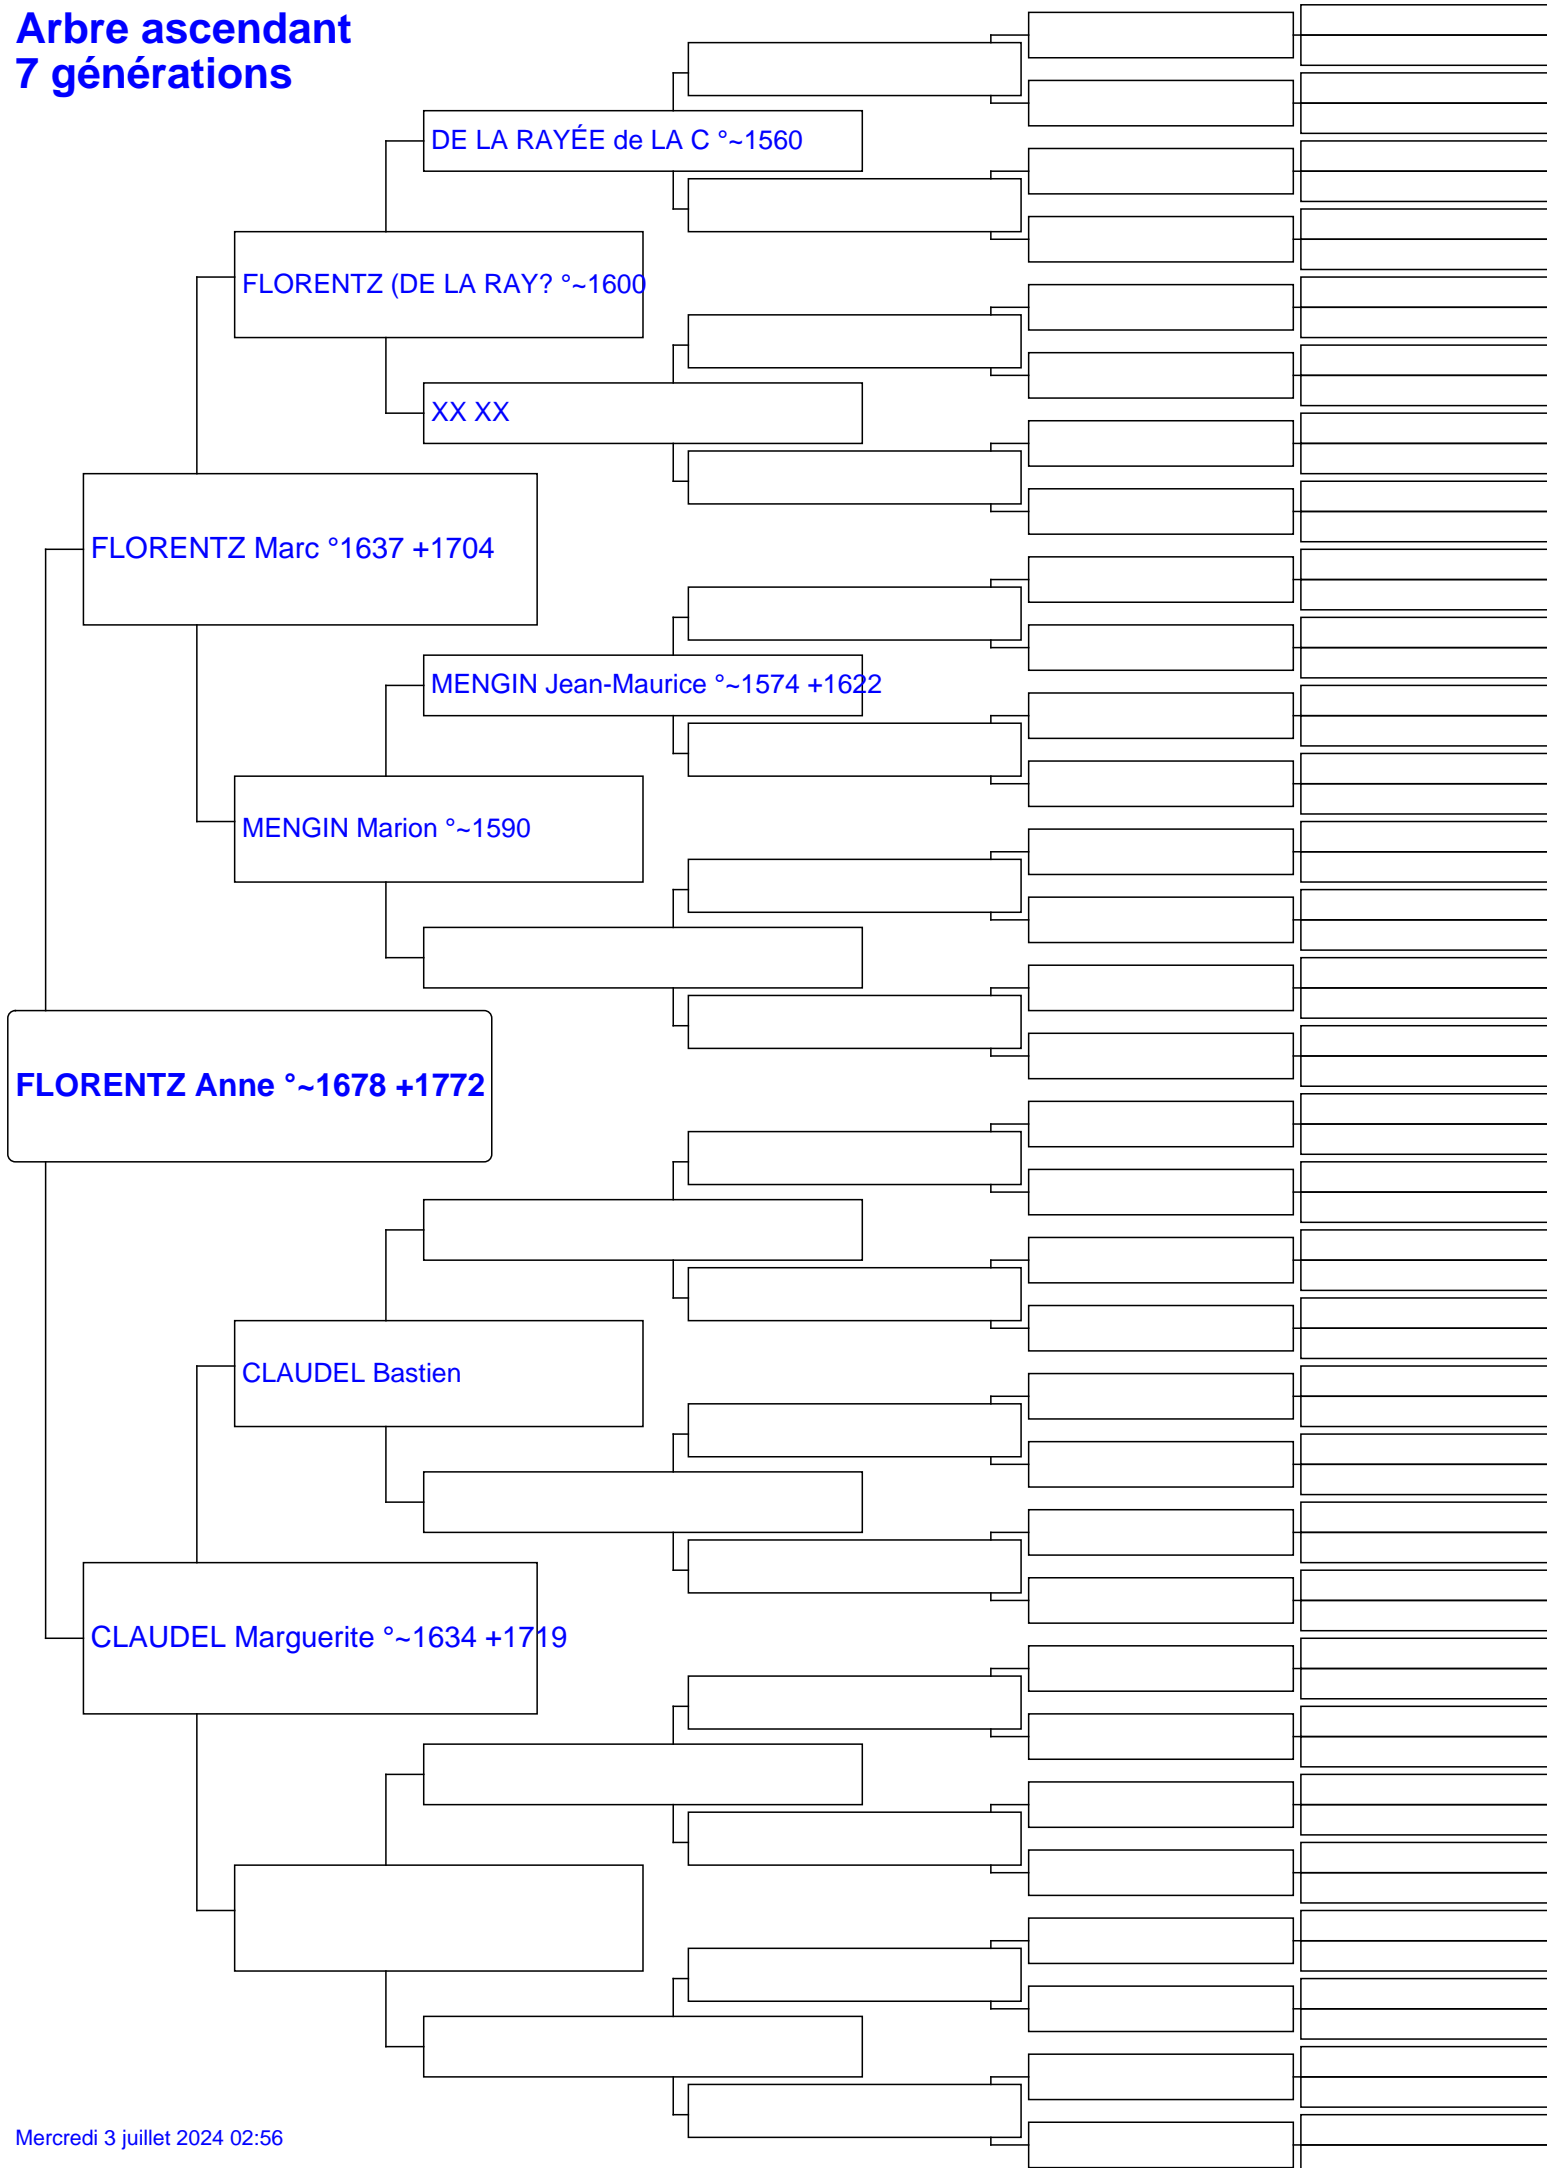 Arbre ascendant
7 générations
DE LA RAYÉE de LA C °~1560
FLORENTZ (DE LA RAY? °~1600
XX XX
FLORENTZ Marc °1637 +1704
MENGIN Jean-Maurice °~1574 +1622
MENGIN Marion °~1590
FLORENTZ Anne °~1678 +1772
CLAUDEL Bastien
CLAUDEL Marguerite °~1634 +1719
Mercredi 3 juillet 2024 02:56